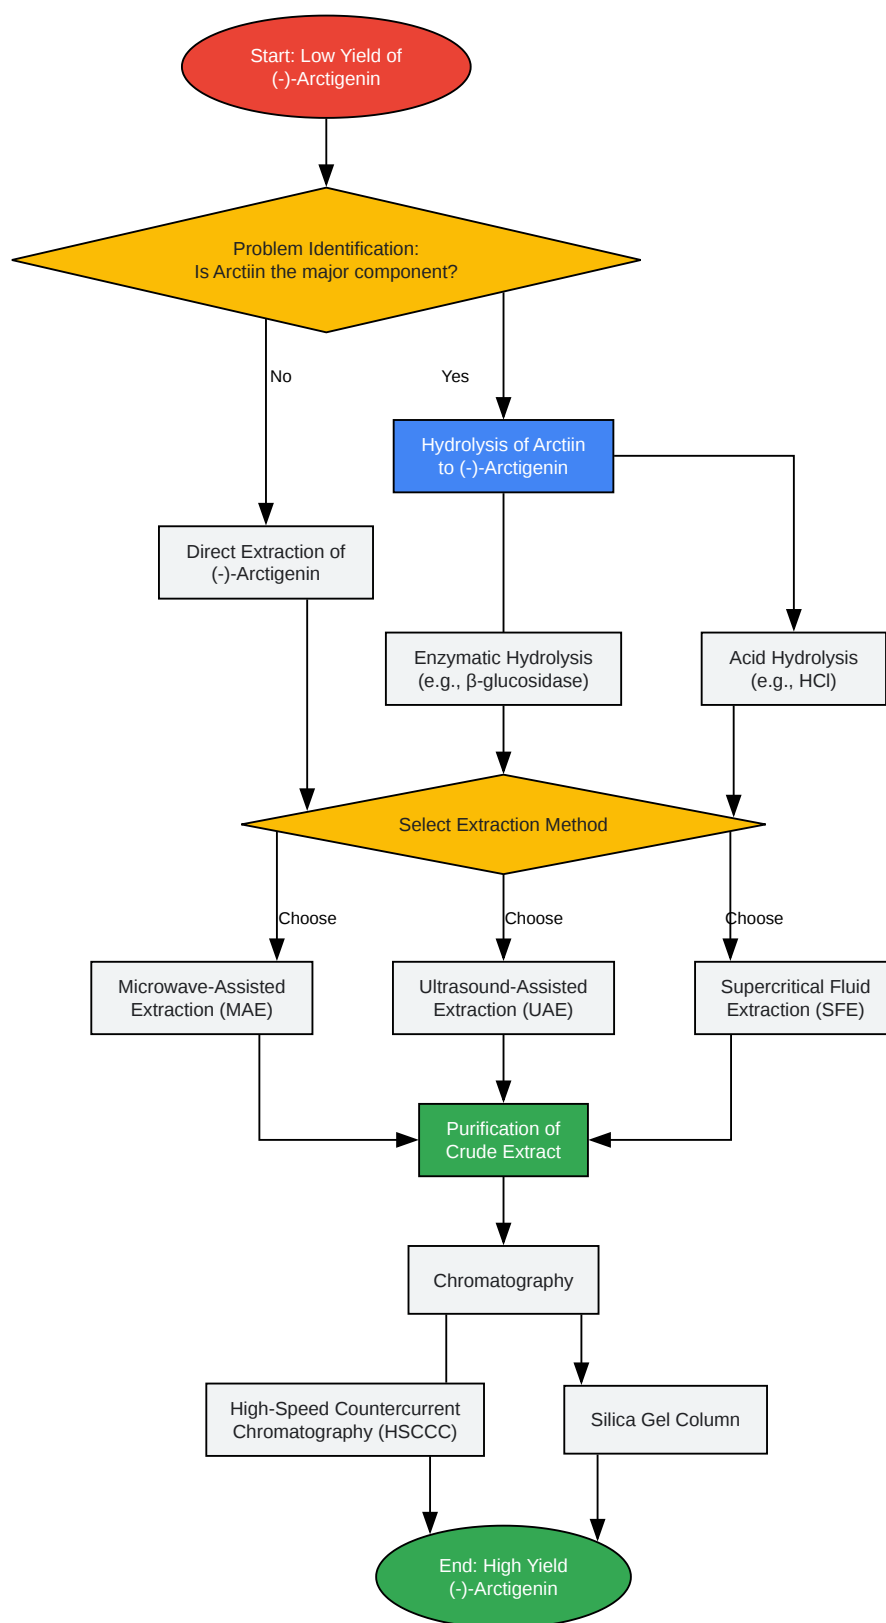 Start: Low Yield of
(-)-Arctigenin
Problem Identification:
Is Arctiin the major component?
No
Yes
Hydrolysis of Arctiin
to (-)-Arctigenin
Direct Extraction of
(-)-Arctigenin
Enzymatic Hydrolysis
(e.g., β-glucosidase)
Acid Hydrolysis
(e.g., HCl)
Select Extraction Method
Choose
Choose
Choose
Microwave-Assisted
Extraction (MAE)
Ultrasound-Assisted
Extraction (UAE)
Supercritical Fluid
Extraction (SFE)
Purification of
Crude Extract
Chromatography
High-Speed Countercurrent
Chromatography (HSCCC)
Silica Gel Column
End: High Yield
(-)-Arctigenin